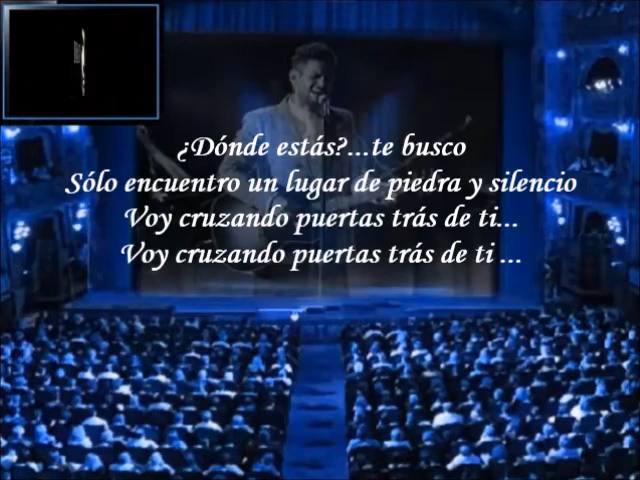 ¿Dónde estás?...te busco
Sólo encuentro un lugar de piedra y silencio
Voy cruzando puertas trás de ti...
Voy cruzando puertas trás de ti ...